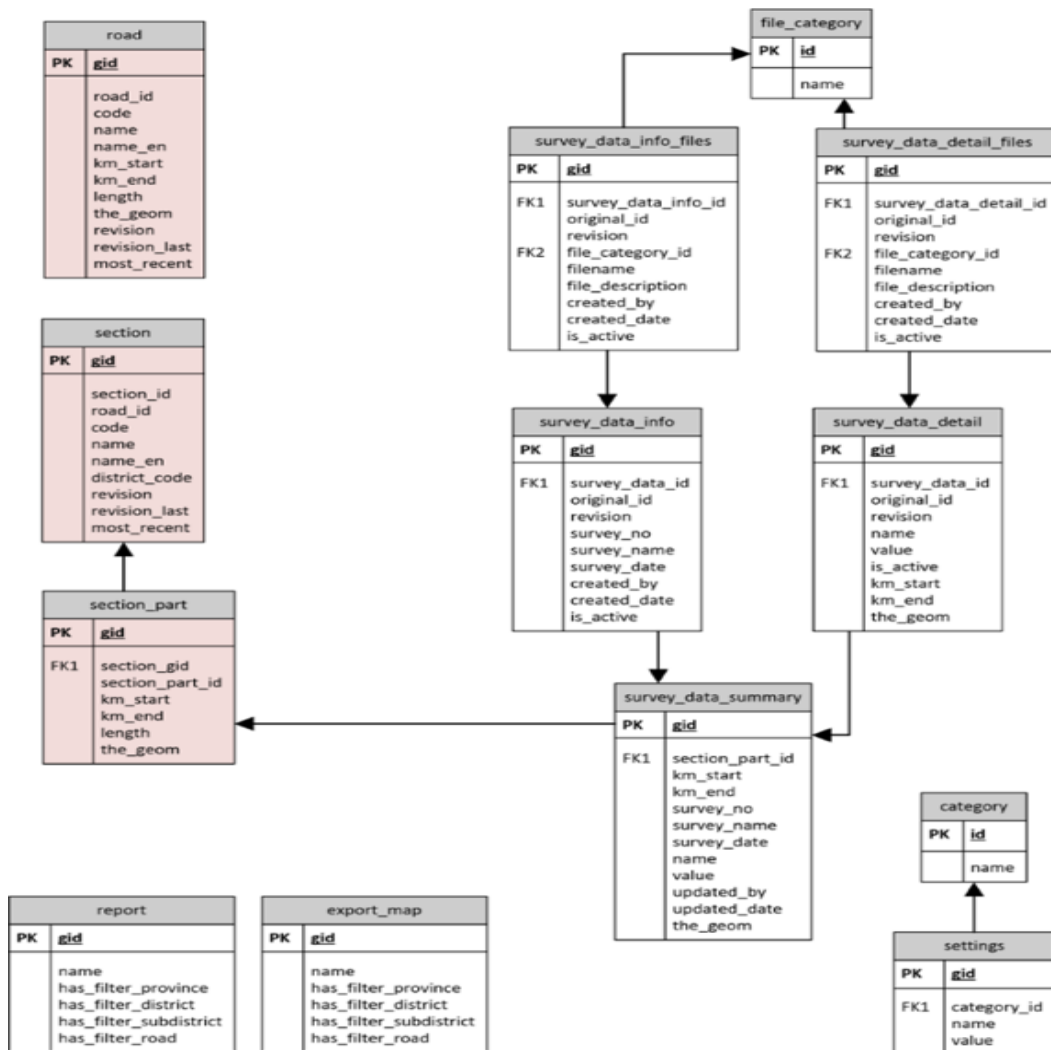 road
PK gid
road_id
code
name
name_en
km_start
km_end
length
the_geom
revision
revision_last
most_recent
section
PK gid
section_id
road_id
code
name
name_en
district_code
revision
revision_last
most_recent
section_part
PK gid
FK1 section_gid
section_part_id
km_start
km_end
length
the_geom
file_category
PK id
name
survey_data_info_files
PK gid
FK1 survey_data_info_id
original_id
revision
FK2 file_category_id
filename
file_description
created_by
created_date
is_active
survey_data_detail_files
PK gid
FK1 survey_data_detail_id
original_id
revision
FK2 file_category_id
filename
file_description
created_by
created_date
is_active
survey_data_info
PK gid
FK1 survey_data_id
original_id
revision
survey_no
survey_name
survey_date
created_by
created_date
is_active
survey_data_detail
PK gid
FK1 survey_data_id
original_id
revision
name
value
is_active
km_start
km_end
the_geom
survey_data_summary
PK gid
FK1 section_part_id
km_start
km_end
survey_no
survey_name
survey_date
name
value
updated_by
updated_date
the_geom
category
PK id
name
report
PK gid
name
has_filter_province
has_filter_district
has_filter_subdistrict
has_filter_road
export_map
PK gid
name
has_filter_province
has_filter_district
has_filter_subdistrict
has_filter_road
settings
PK gid
FK1 category_id
name
value